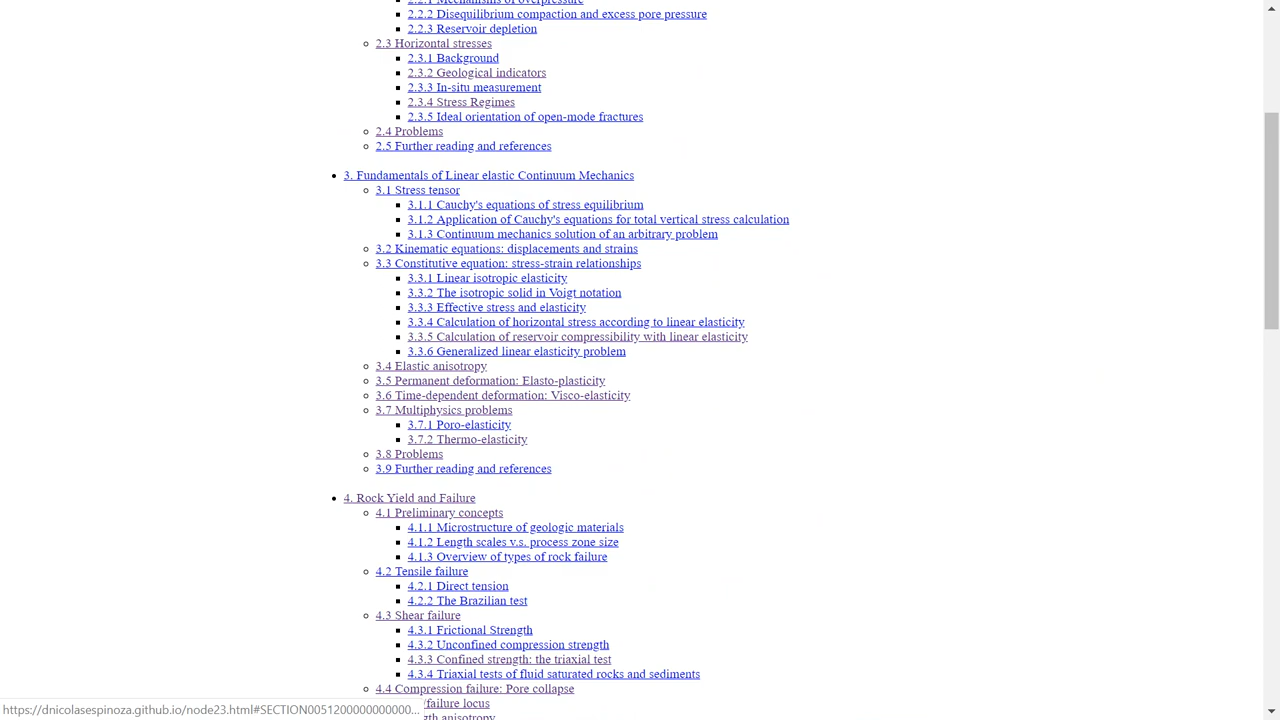 2.2.1 Mechanisms of overpressure
2.2.2 Disequilibrium compaction and excess pore pressure
2.2.3 Reservoir depletion
2.3 Horizontal stresses
2.3.1 Background
2.3.2 Geological indicators
2.3.3 In-situ measurement
2.3.4 Stress Regimes
2.3.5 Ideal orientation of open-mode fractures
2.4 Problems
2.5 Further reading and references
3. Fundamentals of Linear elastic Continuum Mechanics
3.1 Stress tensor
3.1.1 Cauchy's equations of stress equilibrium
3.1.2 Application of Cauchy's equations for total vertical stress calculation
3.1.3 Continuum mechanics solution of an arbitrary problem
3.2 Kinematic equations: displacements and strains
3.3 Constitutive equation: stress-strain relationships
3.3.1 Linear isotropic elasticity
3.3.2 The isotropic solid in Voigt notation
3.3.3 Effective stress and elasticity
3.3.4 Calculation of horizontal stress according to linear elasticity
3.3.5 Calculation of reservoir compressibility with linear elasticity
3.3.6 Generalized linear elasticity problem
3.4 Elastic anisotropy
3.5 Permanent deformation: Elasto-plasticity
3.6 Time-dependent deformation: Visco-elasticity
3.7 Multiphysics problems
3.7.1 Poro-elasticity
3.7.2 Thermo-elasticity
3.8 Problems
3.9 Further reading and references
4. Rock Yield and Failure
4.1 Preliminary concepts
4.1.1 Microstructure of geologic materials
4.1.2 Length scales v.s. process zone size
4.1.3 Overview of types of rock failure
4.2 Tensile failure
4.2.1 Direct tension
4.2.2 The Brazilian test
4.3 Shear failure
4.3.1 Frictional Strength
4.3.2 Unconfined compression strength
4.3.3 Confined strength: the triaxial test
4.3.4 Triaxial tests of fluid saturated rocks and sediments
4.4 Compression failure: Pore collapse
/failure locus
https://dnicolasespinoza.github.io/node23.html#SECTION0051200000000000...
gth anisotropy